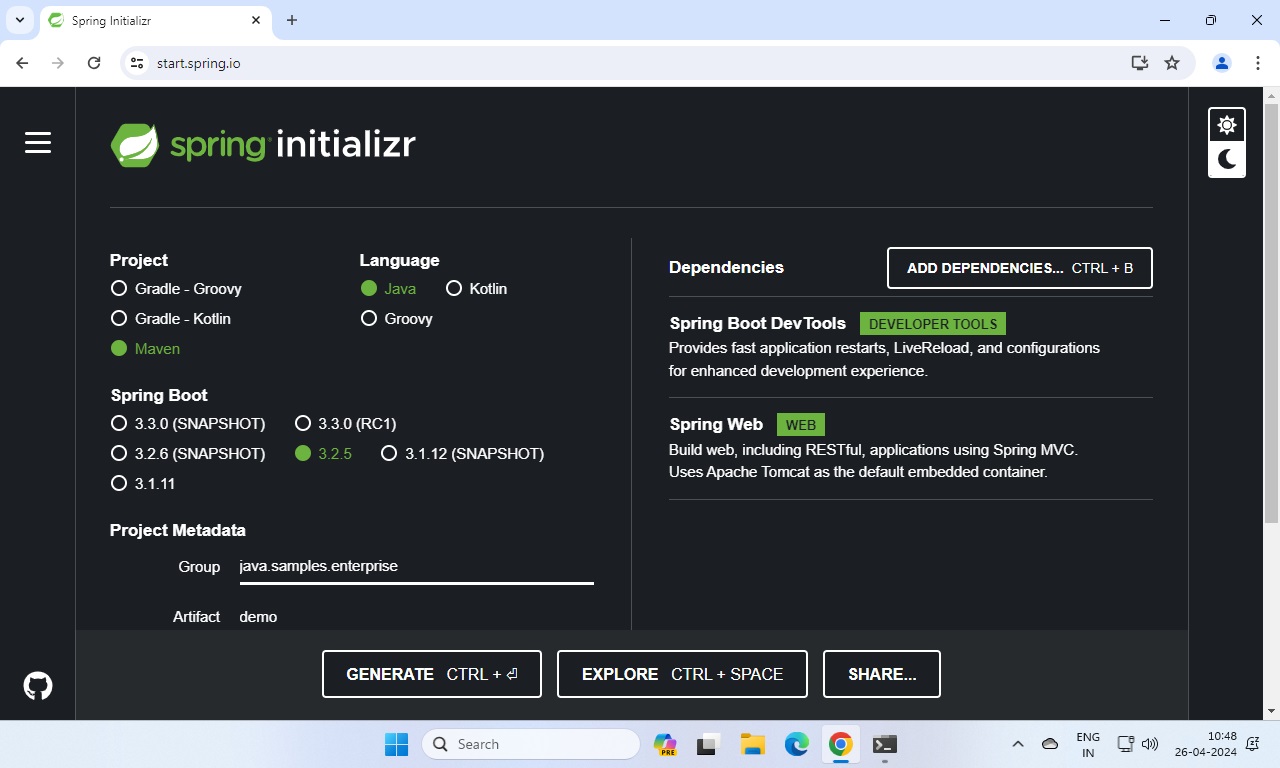 Spring Initializr
start.spring.io
spring initializr
Project
Gradle - Groovy
Gradle - Kotlin
Maven
Language
Java Kotlin
Groovy
Spring Boot
3.3.0 (SNAPSHOT) 3.3.0 (RC1)
3.2.6 (SNAPSHOT) 3.2.5 3.1.12 (SNAPSHOT)
3.1.11
Project Metadata
Group java.samples.enterprise
Artifact demo
Dependencies ADD DEPENDENCIES... CTRL + B
Spring Boot DevTools DEVELOPER TOOLS
Provides fast application restarts, LiveReload, and configurations
for enhanced development experience.
Spring Web WEB
Build web, including RESTful, applications using Spring MVC.
Uses Apache Tomcat as the default embedded container.
GENERATE CTRL + ⏎ EXPLORE CTRL + SPACE SHARE...
Search
PRE
ENG
IN
10:48
26-04-2024